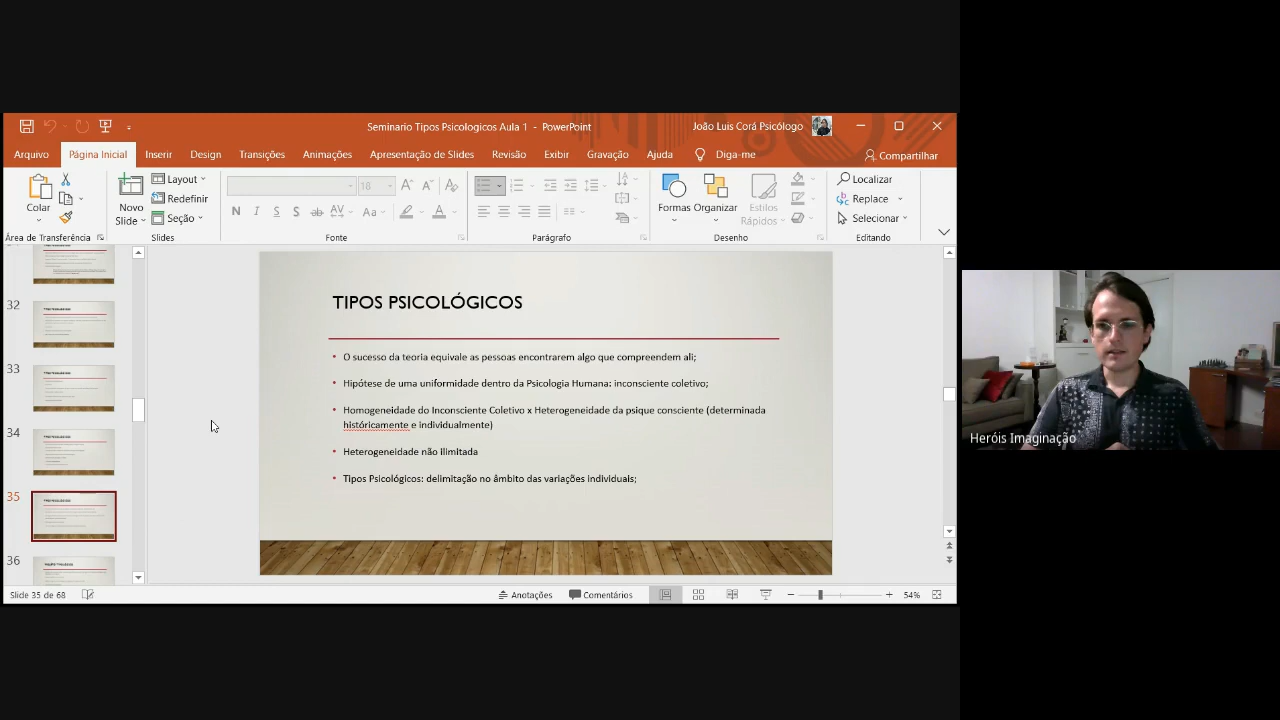 Seminario Tipos Psicologicos Aula 1 - PowerPoint
João Luis Corá Psicólogo
Arquivo
Página Inicial
Inserir
Design
Transições
Animações
Apresentação de Slides
Revisão
Exibir
Gravação
Ajuda
Diga-me
Compartilhar
Colar
Novo
Slide
Layout
Redefinir
Seção
18
N I S S ab AV Aa A
Formas
Organizar
Estilos
Rápidos
Localizar
Replace
Selecionar
Área de Transferência
Slides
Fonte
Parágrafo
Desenho
Editando
32
33
34
35
36
TIPOS PSICOLÓGICOS
• O sucesso da teoria equivale as pessoas encontrarem algo que compreendem ali;
• Hipótese de uma uniformidade dentro da Psicologia Humana: inconsciente coletivo;
• Homogeneidade do Inconsciente Coletivo x Heterogeneidade da psique consciente (determinada
históricamente e individualmente)
• Heterogeneidade não ilimitada
• Tipos Psicológicos: delimitação no âmbito das variações individuais;
Slide 35 de 68
Anotações
Comentários
54%
Heróis Imaginação